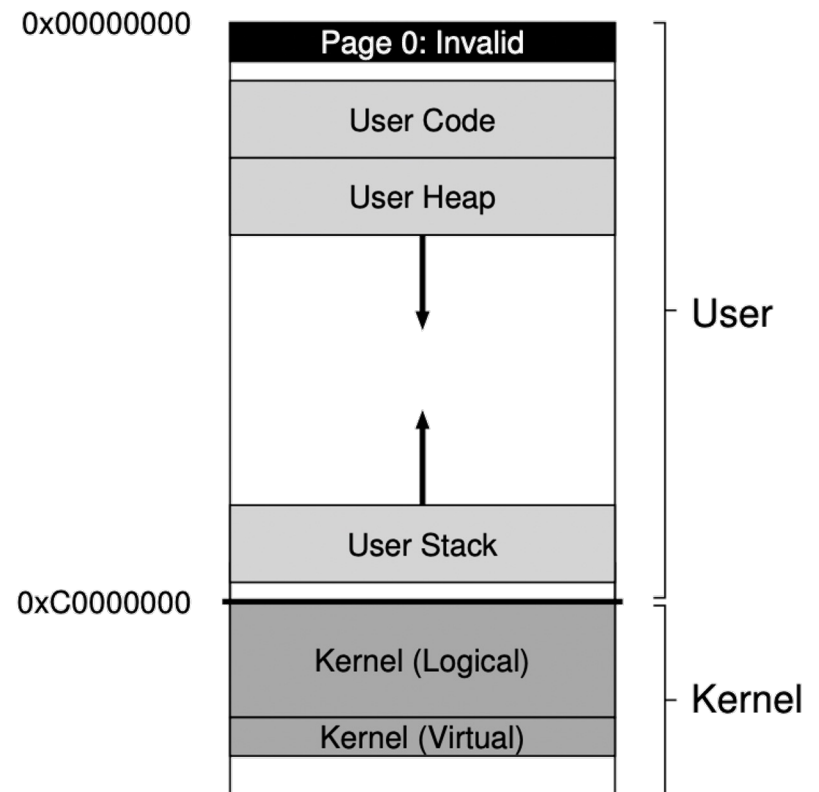 0x00000000
Page 0: Invalid
User Code
User Heap
User
User Stack
0xC0000000
Kernel (Logical)
Kernel
Kernel (Virtual)